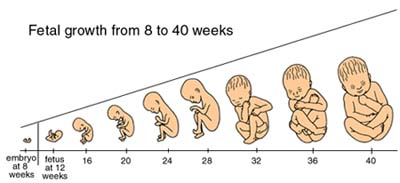 Fetal growth from 8 to 40 weeks
embryo
at 8
weeks
fetus
at 12
weeks
16
20
24
28
32
36
40